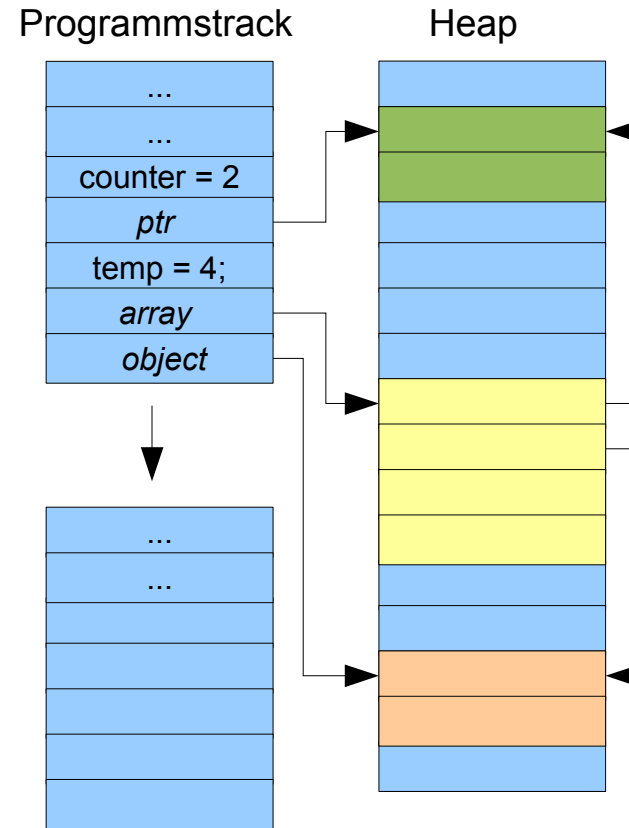 Programmstrack
Heap
...
...
counter = 2
ptr
temp = 4;
array
object
...
...